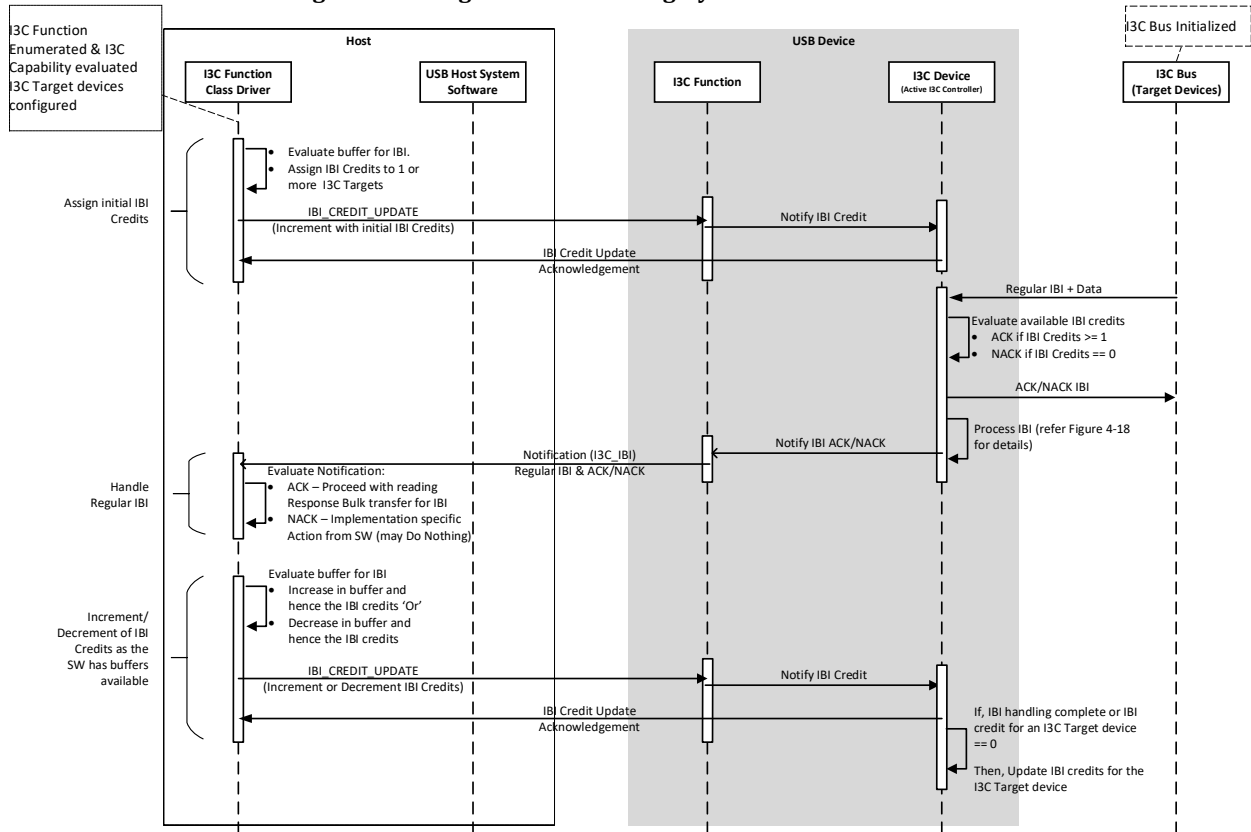 I3C Function
Enumerated & I3C
Capability evaluated
I3C Target devices
configured
I3C Bus Initialized
Host
USB Device
I3C Function
Class Driver
USB Host System
Software
I3C Function
I3C Device
(Active I3C Controller)
I3C Bus
(Target Devices)
Assign initial IBI
Credits
• Evaluate buffer for IBI.
• Assign IBI Credits to 1 or
more I3C Targets
IBI_CREDIT_UPDATE
(Increment with initial IBI Credits)
Notify IBI Credit
IBI Credit Update
Acknowledgement
Regular IBI + Data
Evaluate available IBI credits
• ACK if IBI Credits >= 1
• NACK if IBI Credits == 0
ACK/NACK IBI
Process IBI (refer Figure 4-18
for details)
Notify IBI ACK/NACK
Notification (I3C_IBI)
Regular IBI & ACK/NACK
Handle
Regular IBI
Evaluate Notification:
• ACK – Proceed with reading
Response Bulk transfer for IBI
• NACK – Implementation specific
Action from SW (may Do Nothing)
Increment/
Decrement of IBI
Credits as the
SW has buffers
available
Evaluate buffer for IBI
• Increase in buffer and
hence the IBI credits ‘Or’
• Decrease in buffer and
hence the IBI credits
IBI_CREDIT_UPDATE
(Increment or Decrement IBI Credits)
Notify IBI Credit
IBI Credit Update
Acknowledgement
If, IBI handling complete or IBI
credit for an I3C Target device
== 0
Then, Update IBI credits for the
I3C Target device